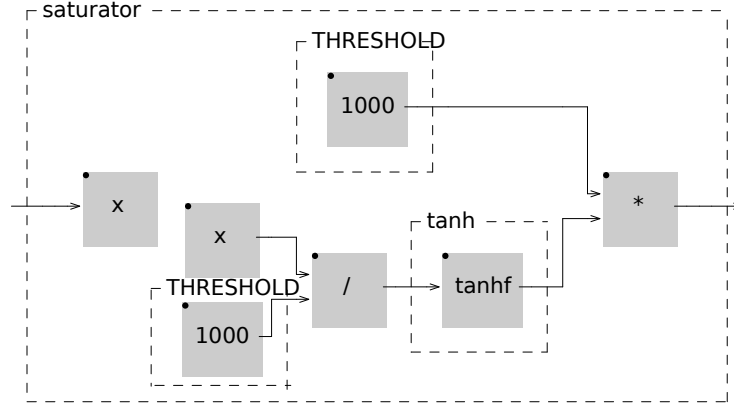 saturator
THRESHOLD
1000
x
*
x
tanh
THRESHOLD
/
tanhf
1000